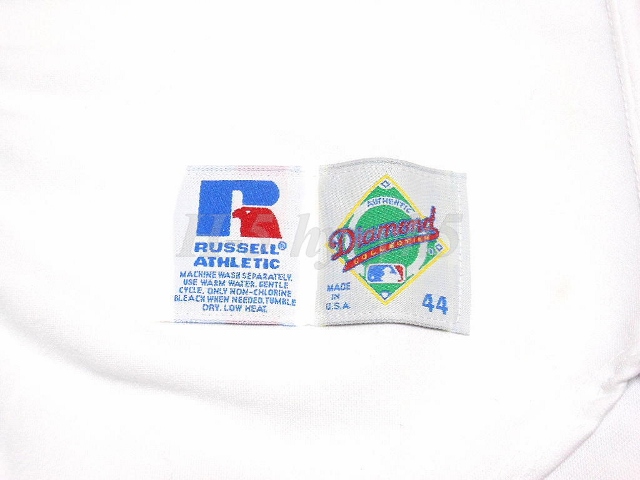 R
RUSSELL®
ATHLETIC
MACHINE WASH SEPARATELY.
USE WARM WATER. GENTLE
CYCLE. ONLY NON-CHLORINE
BLEACH WHEN NEEDED. TUMBLE
DRY. LOW HEAT.
AUTHENTIC
Diamond
COLLECTION
MADE
IN
U.S.A.
44